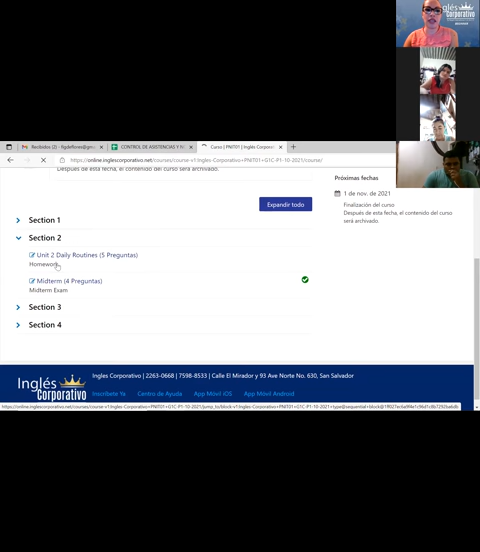 Inglés
Corporativo
Recibidos (2) - figdeflores@gm
CONTROL DE ASISTENCIAS Y N
Curso | PNIT01 | Inglés Corporat
https://online.inglescorporativo.net/courses/course-v1:Ingles-Corporativo+PNIT01+G1C-P1-10-2021/course/
Después de esta fecha, el contenido del curso será archivado.
Expandir todo
Section 1
Section 2
Unit 2 Daily Routines (5 Preguntas)
Homework
Midterm (4 Preguntas)
Midterm Exam
Section 3
Section 4
Próximas fechas
1 de nov. de 2021
Finalización del curso
Después de esta fecha, el contenido del curso
será archivado.
Inglés
Corporativo
Inglés Corporativo | 2263-0668 | 7598-8533 | Calle El Mirador y 93 Ave Norte No. 630, San Salvador
Inscríbete Ya Centro de Ayuda App Móvil iOS App Móvil Android